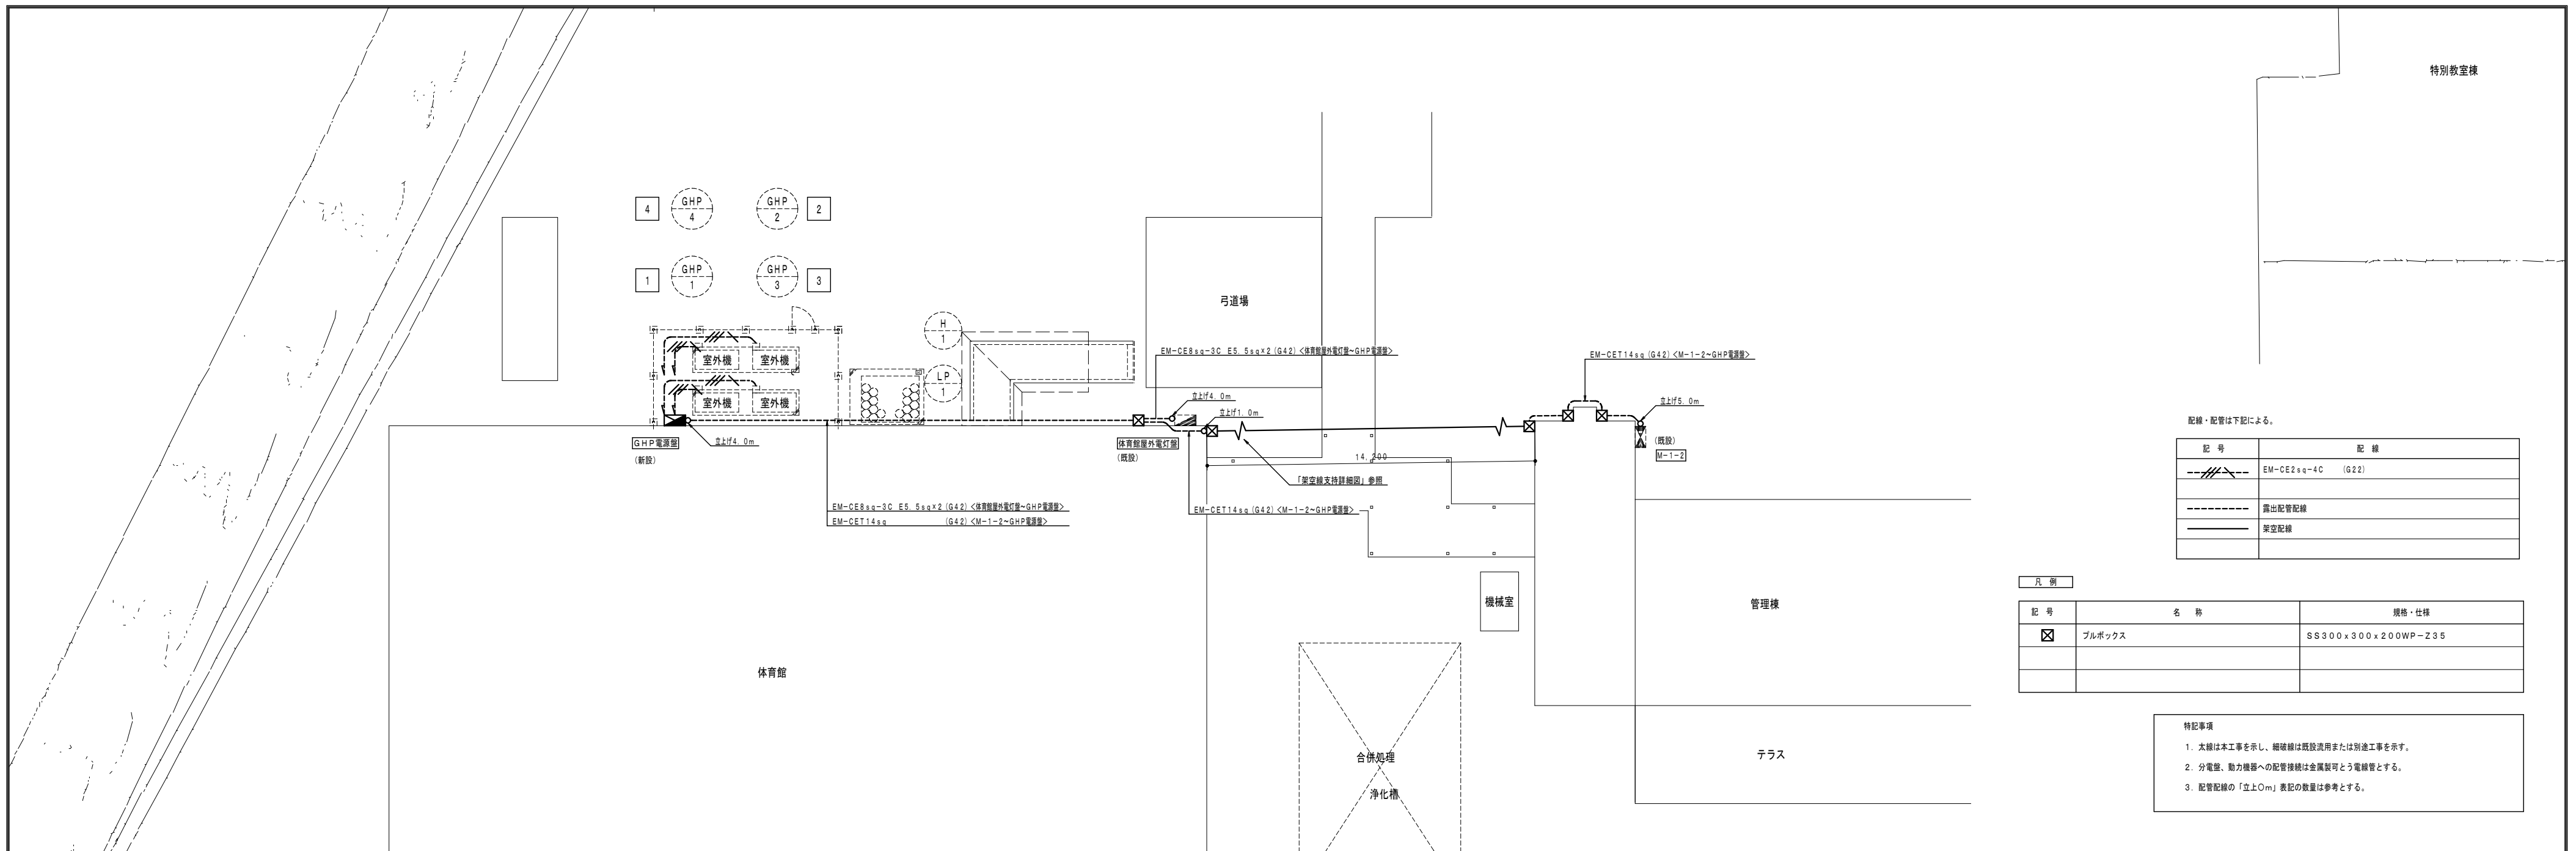 特別教室棟
4
GHP
4
GHP
2
2
1
GHP
1
GHP
3
3
弓道場
H
1
LP
1
室外機
室外機
室外機
室外機
EM-CE8sq-3C E5.5sq×2(G42)<体育館屋外電灯盤~GHP電源盤>
EM-CET14sq(G42)<M-1-2~GHP電源盤>
立上げ4.0m
立上げ1.0m
立上げ5.0m
GHP電源盤
(新設)
立上げ4.0m
体育館屋外電灯盤
(既設)
(既設)
M-1-2
14,300
「架空線支持詳細図」参照
EM-CE8sq-3C E5.5sq×2(G42)<体育館屋外電灯盤~GHP電源盤>
EM-CET14sq (G42)<M-1-2~GHP電源盤>
EM-CET14sq(G42)<M-1-2~GHP電源盤>
機械室
管理棟
体育館
合併処理
浄化槽
テラス
配線・配管は下記による。
記 号 配 線
EM-CE2sq-4C (G22)
露出配管配線
架空配線
凡 例
記 号 名 称 規格・仕様
プルボックス SS300x300x200WP-Z35
特記事項
1. 太線は本工事を示し、細破線は既設流用または別途工事を示す。
2. 分電盤、動力機器への配管接続は金属製可とう電線管とする。
3. 配管配線の「立上〇m」表記の数量は参考とする。